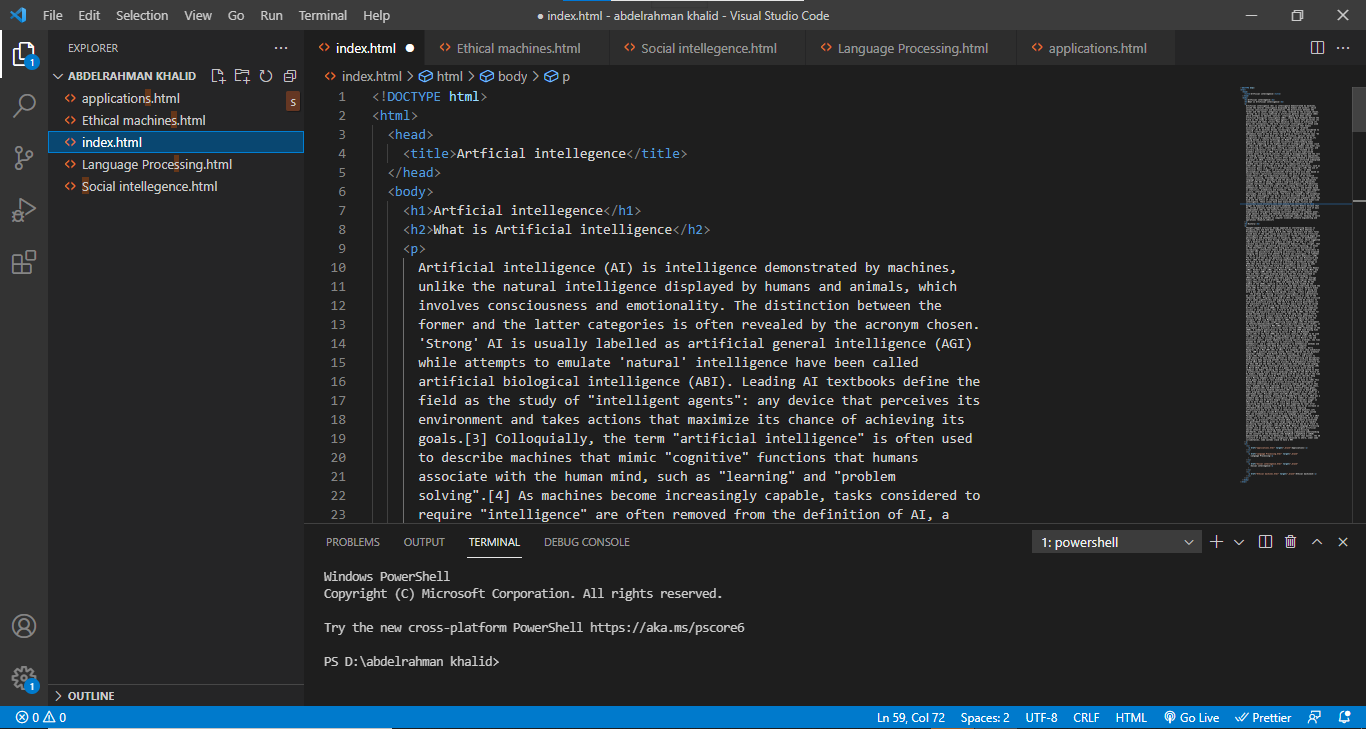 File Edit Selection View Go Run Terminal Help
● index.html - abdelrahman khalid - Visual Studio Code
EXPLORER
index.html
Ethical machines.html
Social intellegence.html
Language Processing.html
applications.html
ABDELRAHMAN KHALID
applications.html
s
Ethical machines.html
index.html
Language Processing.html
Social intellegence.html
OUTLINE
1
1
index.html > html > body > p
1 <!DOCTYPE html>
2 <html>
3 <head>
4 <title>Artficial intellegence</title>
5 </head>
6 <body>
7 <h1>Artficial intellegence</h1>
8 <h2>What is Artificial intelligence</h2>
9 <p>
10 Artificial intelligence (AI) is intelligence demonstrated by machines,
11 unlike the natural intelligence displayed by humans and animals, which
12 involves consciousness and emotionality. The distinction between the
13 former and the latter categories is often revealed by the acronym chosen.
14 'Strong' AI is usually labelled as artificial general intelligence (AGI)
15 while attempts to emulate 'natural' intelligence have been called
16 artificial biological intelligence (ABI). Leading AI textbooks define the
17 field as the study of "intelligent agents": any device that perceives its
18 environment and takes actions that maximize its chance of achieving its
19 goals.[3] Colloquially, the term "artificial intelligence" is often used
20 to describe machines that mimic "cognitive" functions that humans
21 associate with the human mind, such as "learning" and "problem
22 solving".[4] As machines become increasingly capable, tasks considered to
23 require "intelligence" are often removed from the definition of AI, a
PROBLEMS OUTPUT TERMINAL DEBUG CONSOLE
1: powershell
Windows PowerShell
Copyright (C) Microsoft Corporation. All rights reserved.
Try the new cross-platform PowerShell https://aka.ms/pscore6
PS D:\abdelrahman khalid>
0 0
Ln 59, Col 72 Spaces: 2 UTF-8 CRLF HTML Go Live Prettier